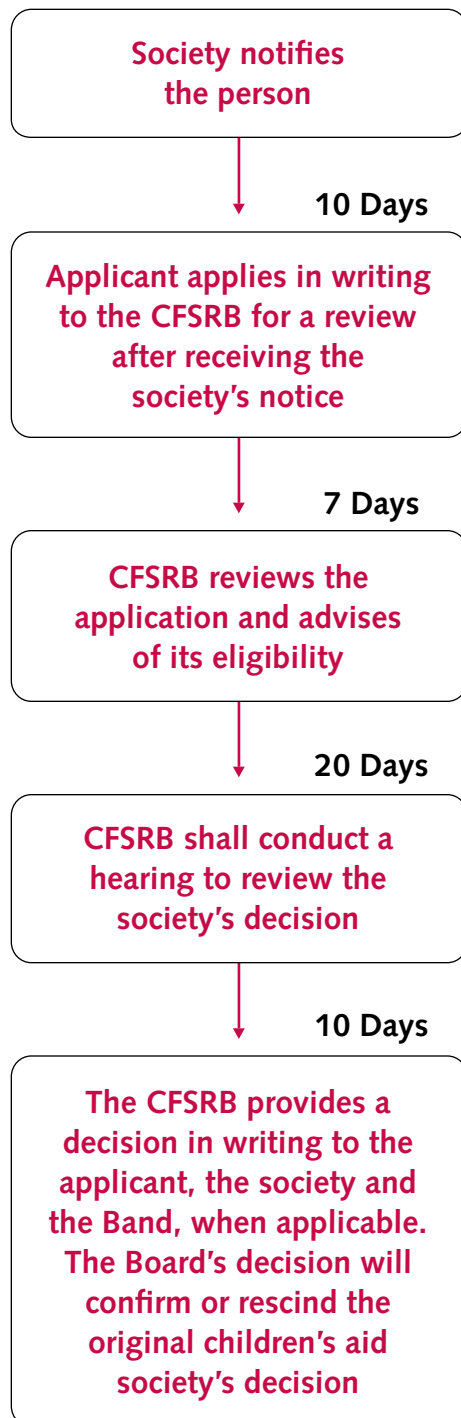 Society notifies
the person
10 Days
Applicant applies in writing
to the CFSRB for a review
after receiving the
society’s notice
7 Days
CFSRB reviews the
application and advises
of its eligibility
20 Days
CFSRB shall conduct a
hearing to review the
society’s decision
10 Days
The CFSRB provides a
decision in writing to the
applicant, the society and
the Band, when applicable.
The Board’s decision will
confirm or rescind the
original children’s aid
society’s decision